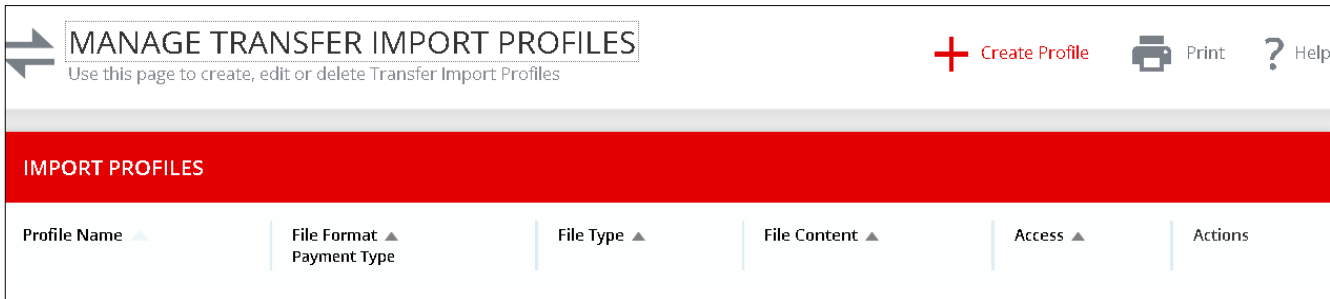 MANAGE TRANSFER IMPORT PROFILES
Use this page to create, edit or delete Transfer Import Profiles
Create Profile
Print
Help
IMPORT PROFILES
Profile Name
File Format
Payment Type
File Type
File Content
Access
Actions